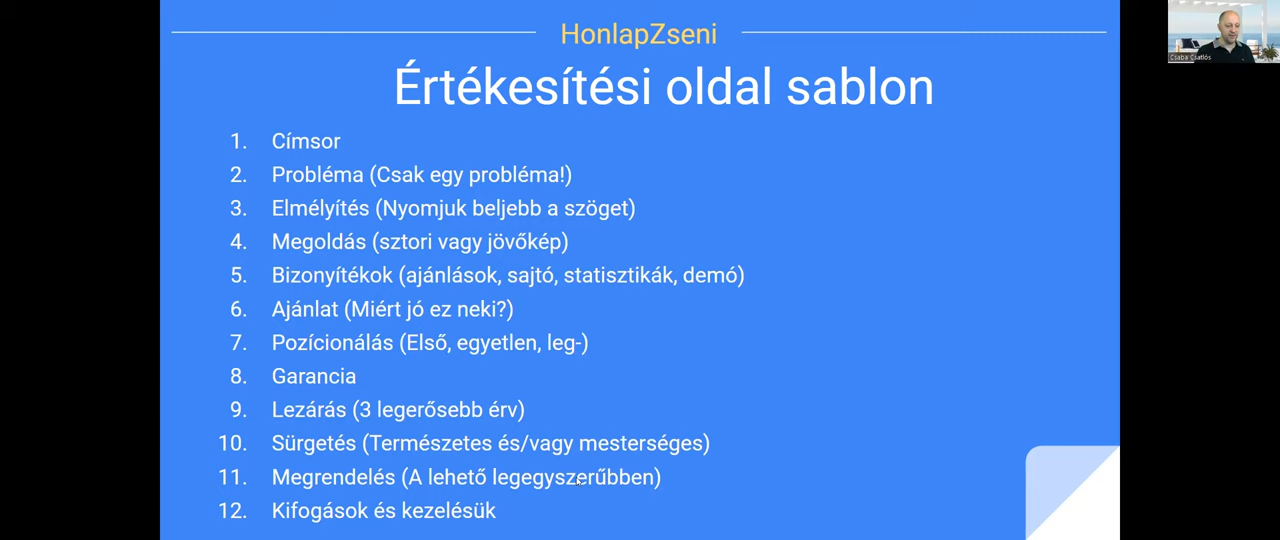 HonlapZseni
Értékesítési oldal sablon
1. Címsor
2. Probléma (Csak egy probléma!)
3. Elmélyítés (Nyomjuk beljebb a szöget)
4. Megoldás (sztori vagy jövőkép)
5. Bizonyítékok (ajánlások, sajtó, statisztikák, demó)
6. Ajánlat (Miért jó ez neki?)
7. Pozícionálás (Első, egyetlen, leg-)
8. Garancia
9. Lezárás (3 legerősebb érv)
10. Sürgetés (Természetes és/vagy mesterséges)
11. Megrendelés (A lehető legegyszerűbben)
12. Kifogások és kezelésük
Csaba Csatlós